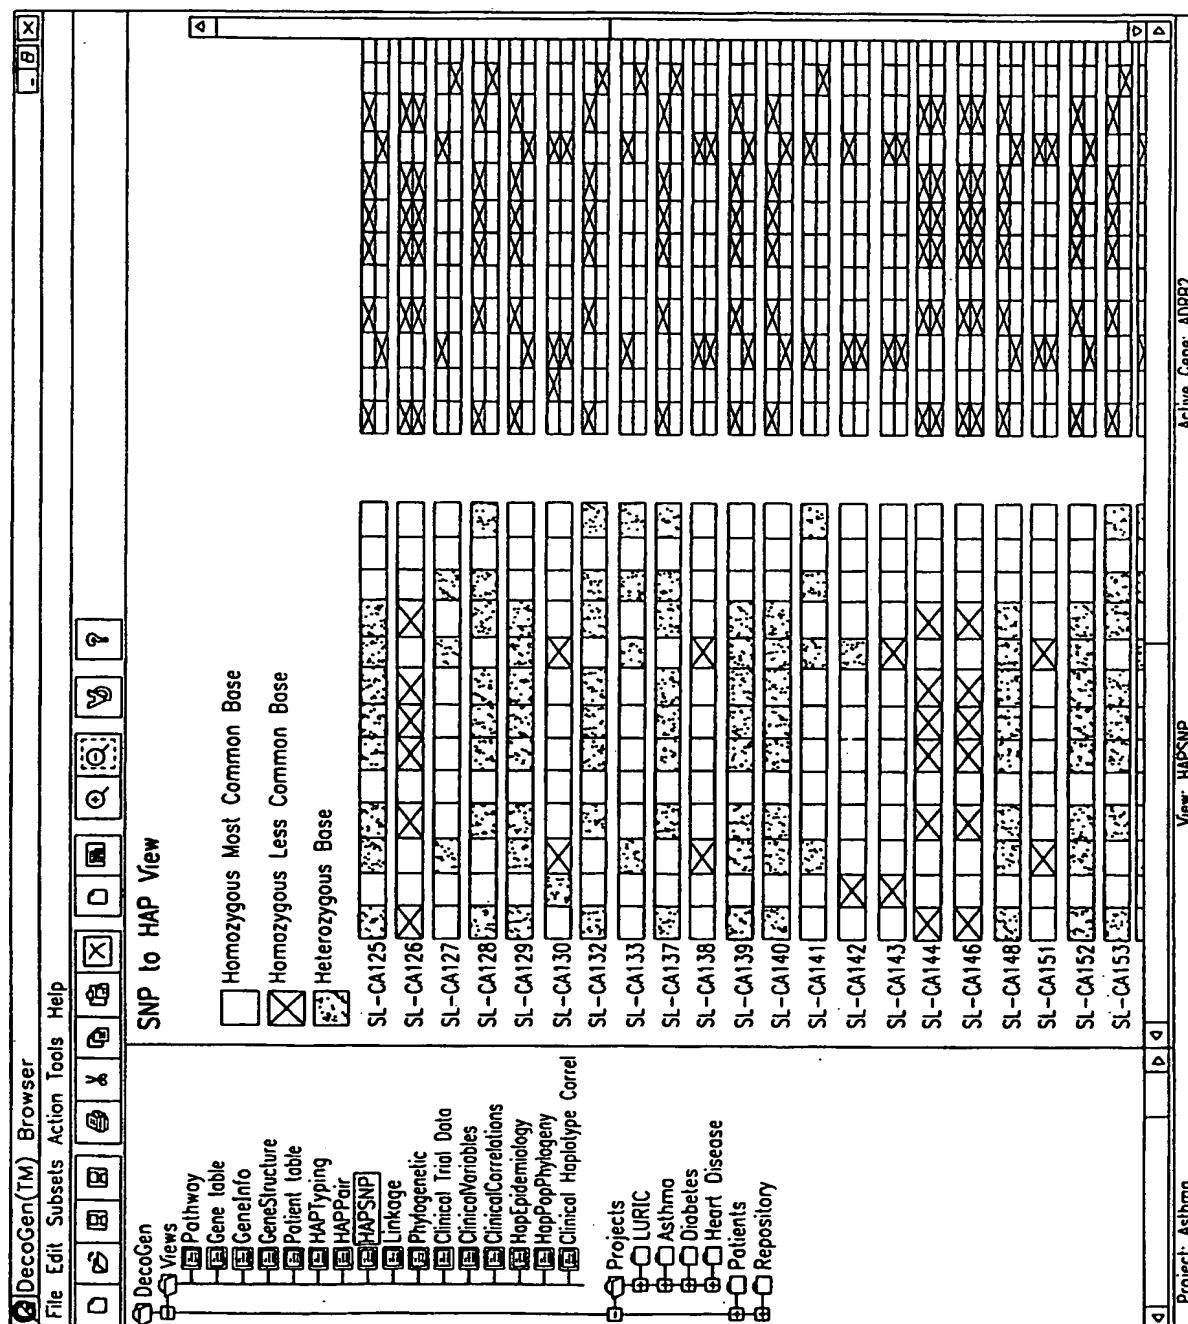 DecoGen(TM) Browser
File Edit Subsets Action Tools Help
?
DecoGen
Views
Pathway
Gene table
GeneInfo
GeneStructure
Patient table
HAPTyping
HAPPair
HAPSNP
Linkage
Phylogenetic
Clinical Trial Data
ClinicalVariables
ClinicalCorrelations
HapEpidemiology
HapPopPhylogeny
Clinical Haplotype Correl
Projects
LURIC
Asthma
Diabetes
Heart Disease
Patients
Repository
SNP to HAP View
Homozygous Most Common Base
Homozygous Less Common Base
Heterozygous Base
SL-CA125
SL-CA126
SL-CA127
SL-CA128
SL-CA129
SL-CA130
SL-CA132
SL-CA133
SL-CA137
SL-CA138
SL-CA139
SL-CA140
SL-CA141
SL-CA142
SL-CA143
SL-CA144
SL-CA146
SL-CA148
SL-CA151
SL-CA152
SL-CA153
Project: Asthma
View: HAPSNP
Active Gene: ADRB2